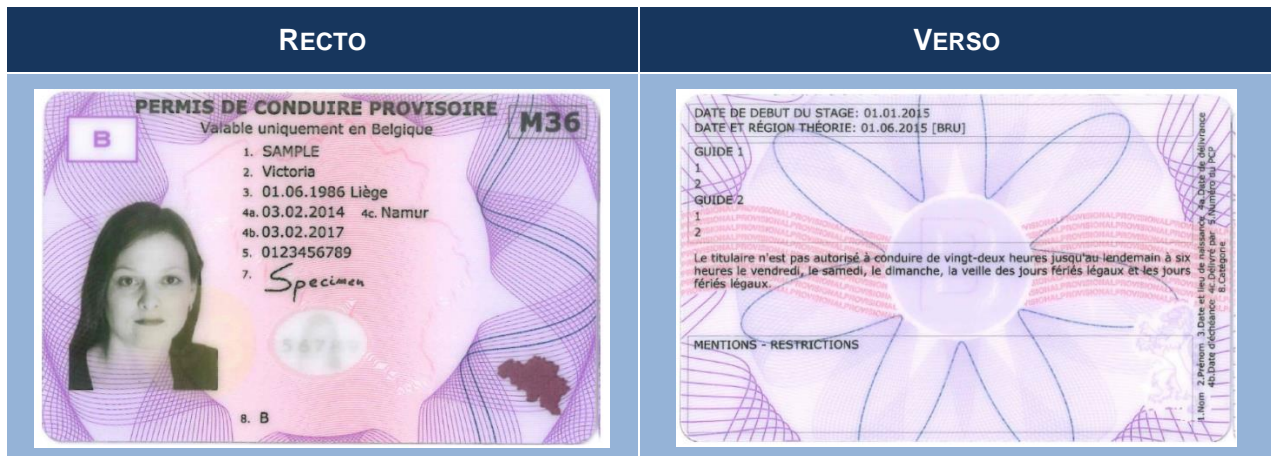 RECTO
VERSO
PERMIS DE CONDUIRE PROVISOIRE
Valable uniquement en Belgique
M36
B
1. SAMPLE
2. Victoria
3. 01.06.1986 Liège
4a. 03.02.2014 4c. Namur
4b. 03.02.2017
5. 0123456789
7. Specimen
8. B
DATE DE DEBUT DU STAGE: 01.01.2015
DATE ET RÉGION THÉORIE: 01.06.2015 [BRU]
GUIDE 1
1
2
GUIDE 2
1
2
Le titulaire n'est pas autorisé à conduire de vingt-deux heures jusqu'au lendemain à six
heures le vendredi, le samedi, le dimanche, la veille des jours fériés légaux et les jours
fériés légaux.
MENTIONS - RESTRICTIONS
1.Nom 2.Prénom 3.Date et lieu de naissance 4a.Date de délivrance
4b.Date d'échéance 4c.Délivré par 5.Numéro du PCP
8.Catégorie